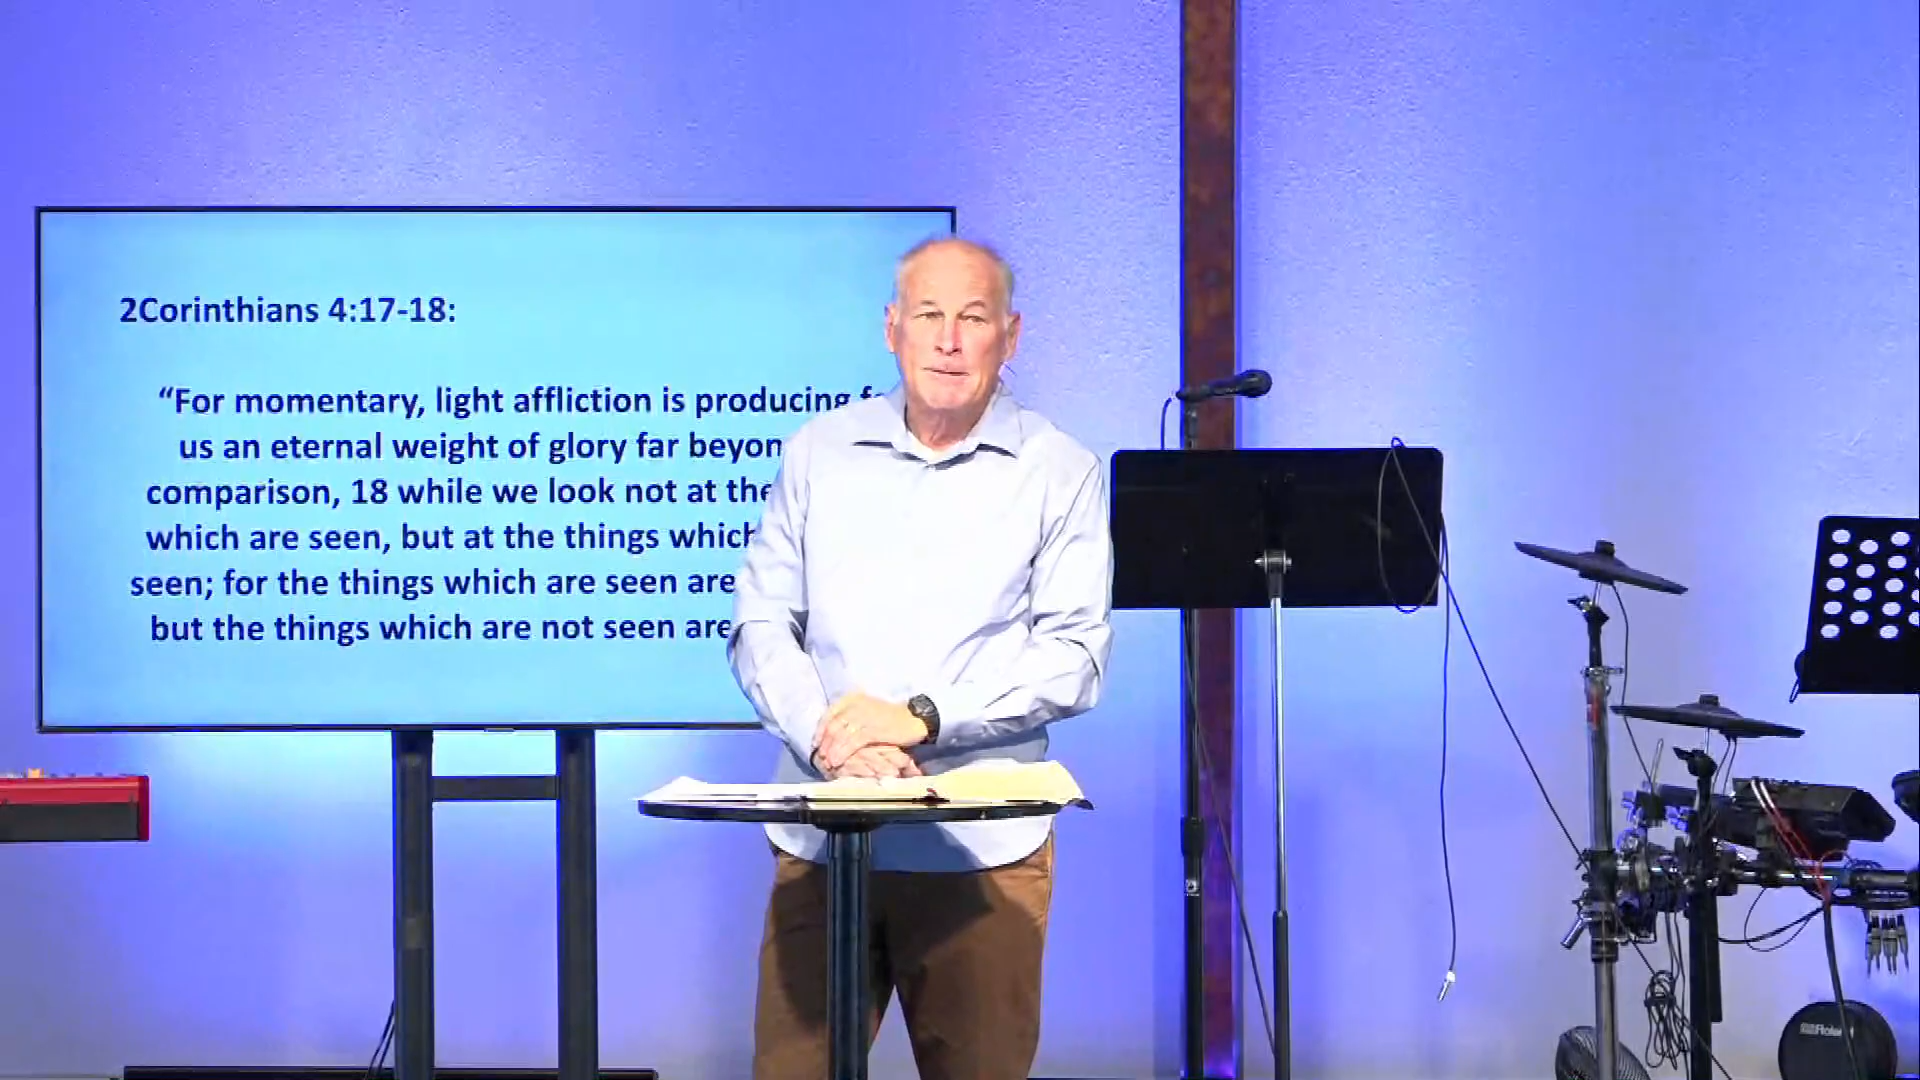 2Corinthians 4:17-18:
“For momentary, light affliction is producing
us an eternal weight of glory far
comparison, 18 while we look not at the
which are seen, but at the things which
seen; for the things which are seen are
but the things which are not seen are
Roland